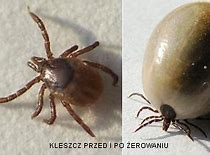 KLESZCZ PRZED I PO ŻEROWANIU